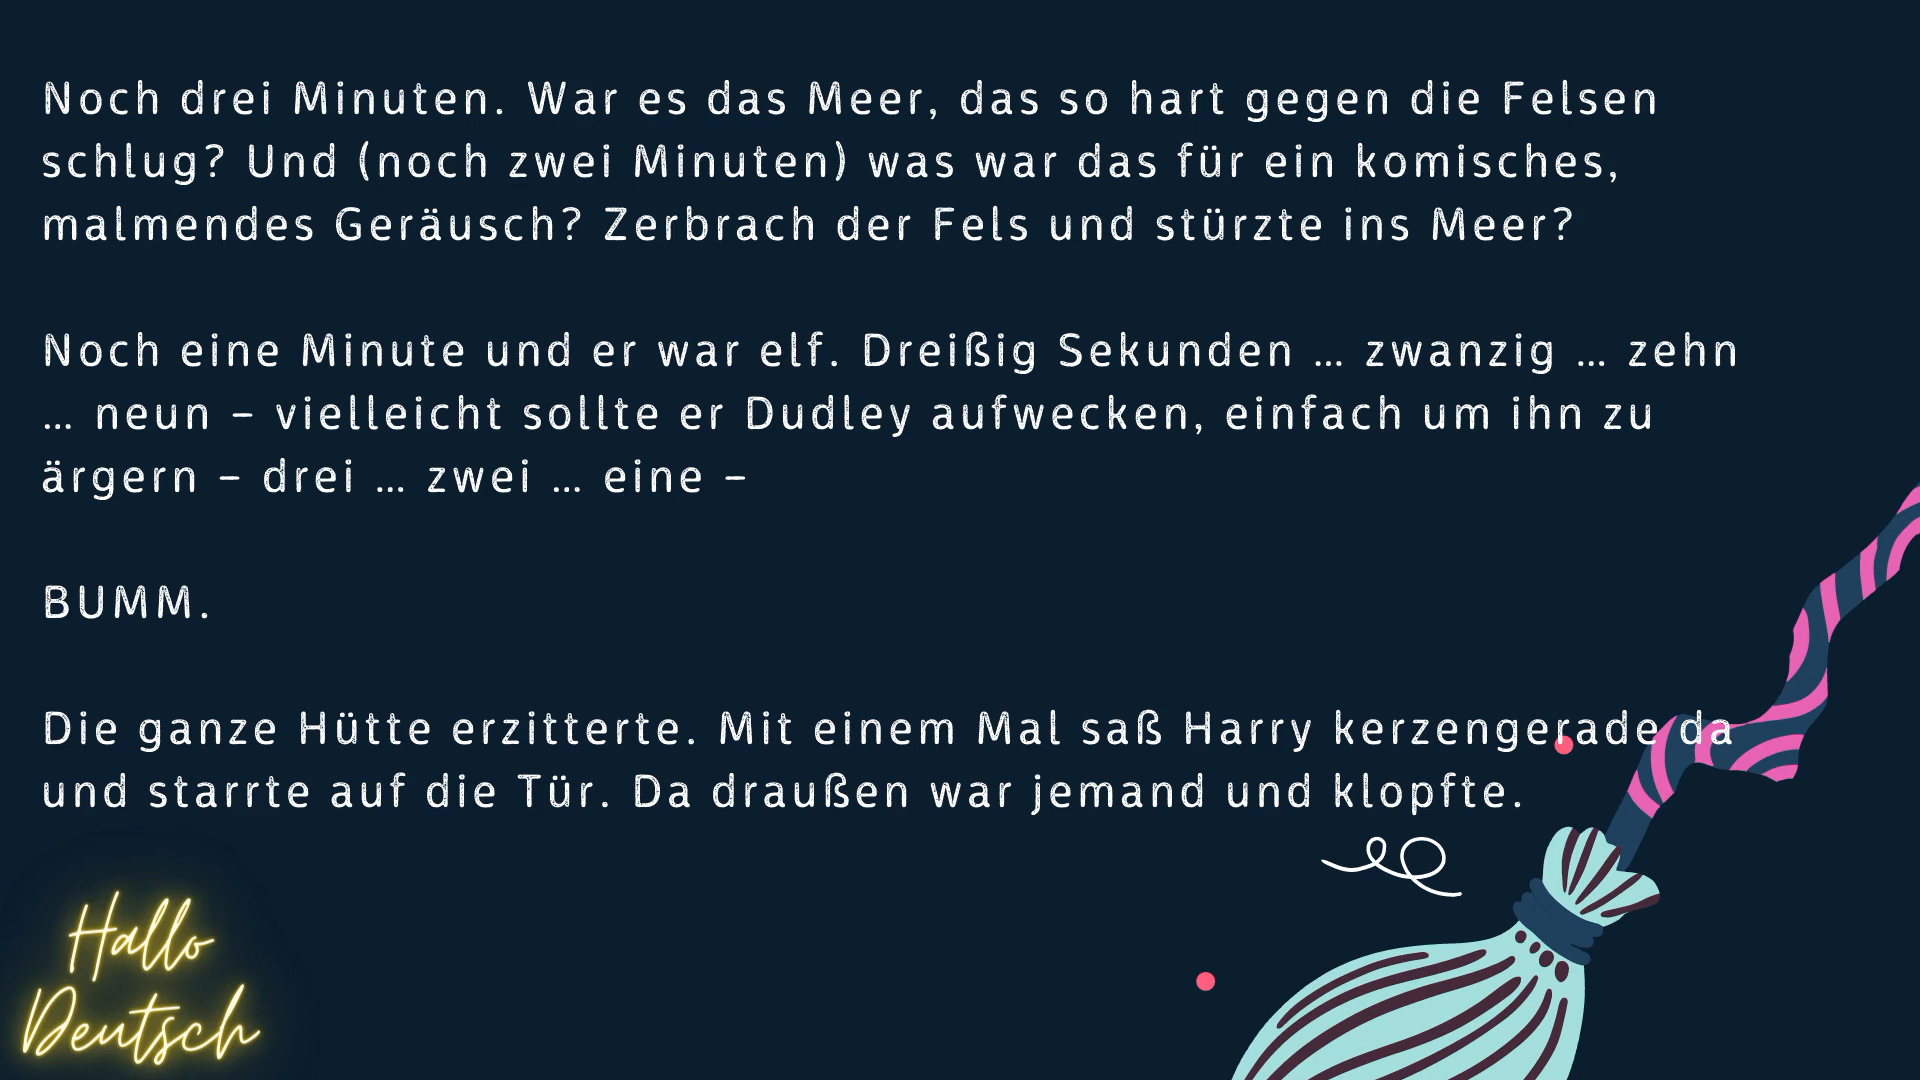 Noch drei Minuten. War es das Meer, das so hart gegen die Felsen
schlug? Und (noch zwei Minuten) was war das für ein komisches,
malmendes Geräusch? Zerbrach der Fels und stürzte ins Meer?
Noch eine Minute und er war elf. Dreißig Sekunden … zwanzig … zehn
… neun – vielleicht sollte er Dudley aufwecken, einfach um ihn zu
ärgern – drei … zwei … eine –
BUMM.
Die ganze Hütte erzitterte. Mit einem Mal saß Harry kerzengerade da
und starrte auf die Tür. Da draußen war jemand und klopfte.
Hallo
Deutsch